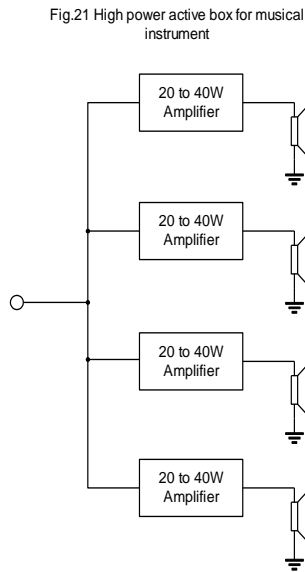 Fig.21 High power active box for musical
instrument
20 to 40W
Amplifier
20 to 40W
Amplifier
20 to 40W
Amplifier
20 to 40W
Amplifier